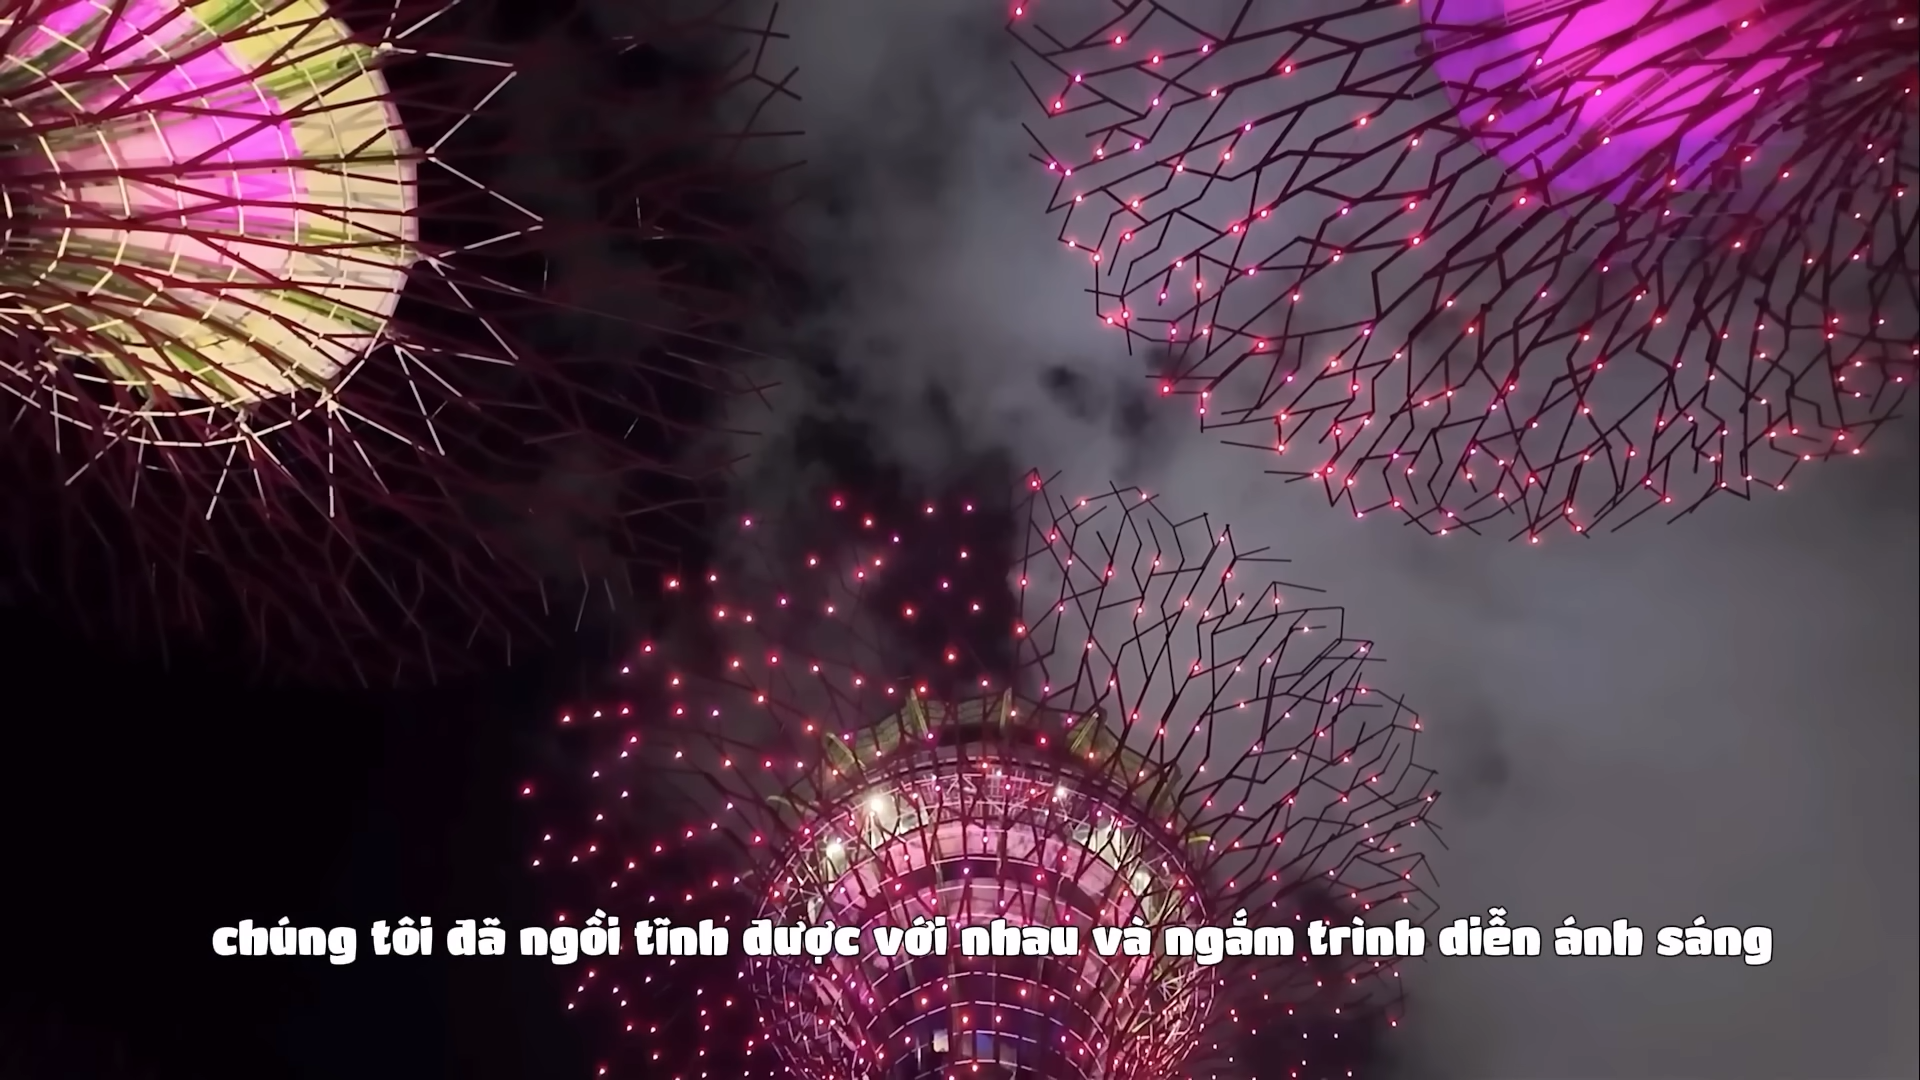 chúng tôi đã ngồi tĩnh được với nhau và ngắm trình diễn ánh sáng